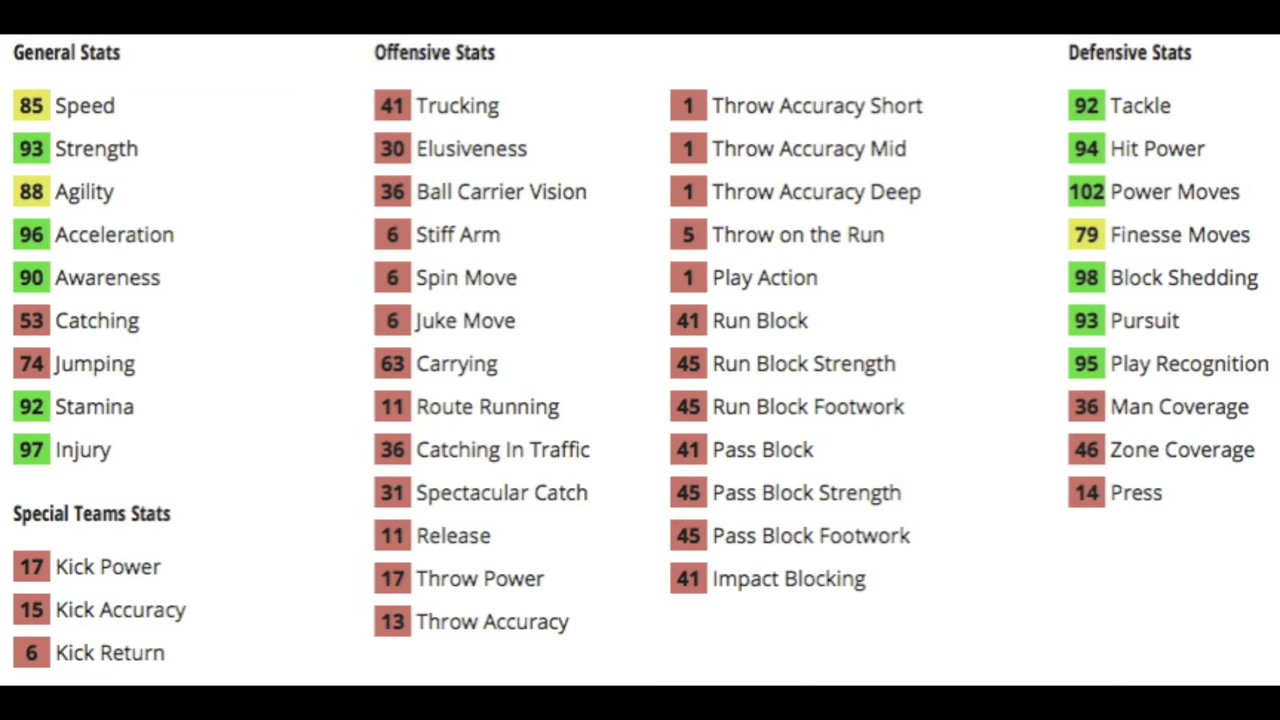 General Stats
85 Speed
93 Strength
88 Agility
96 Acceleration
90 Awareness
53 Catching
74 Jumping
92 Stamina
97 Injury
Special Teams Stats
17 Kick Power
15 Kick Accuracy
6 Kick Return
Offensive Stats
41 Trucking
30 Elusiveness
36 Ball Carrier Vision
6 Stiff Arm
6 Spin Move
6 Juke Move
63 Carrying
11 Route Running
36 Catching In Traffic
31 Spectacular Catch
11 Release
17 Throw Power
13 Throw Accuracy
1 Throw Accuracy Short
1 Throw Accuracy Mid
1 Throw Accuracy Deep
5 Throw on the Run
1 Play Action
41 Run Block
45 Run Block Strength
45 Run Block Footwork
41 Pass Block
45 Pass Block Strength
45 Pass Block Footwork
41 Impact Blocking
Defensive Stats
92 Tackle
94 Hit Power
102 Power Moves
79 Finesse Moves
98 Block Shedding
93 Pursuit
95 Play Recognition
36 Man Coverage
46 Zone Coverage
14 Press